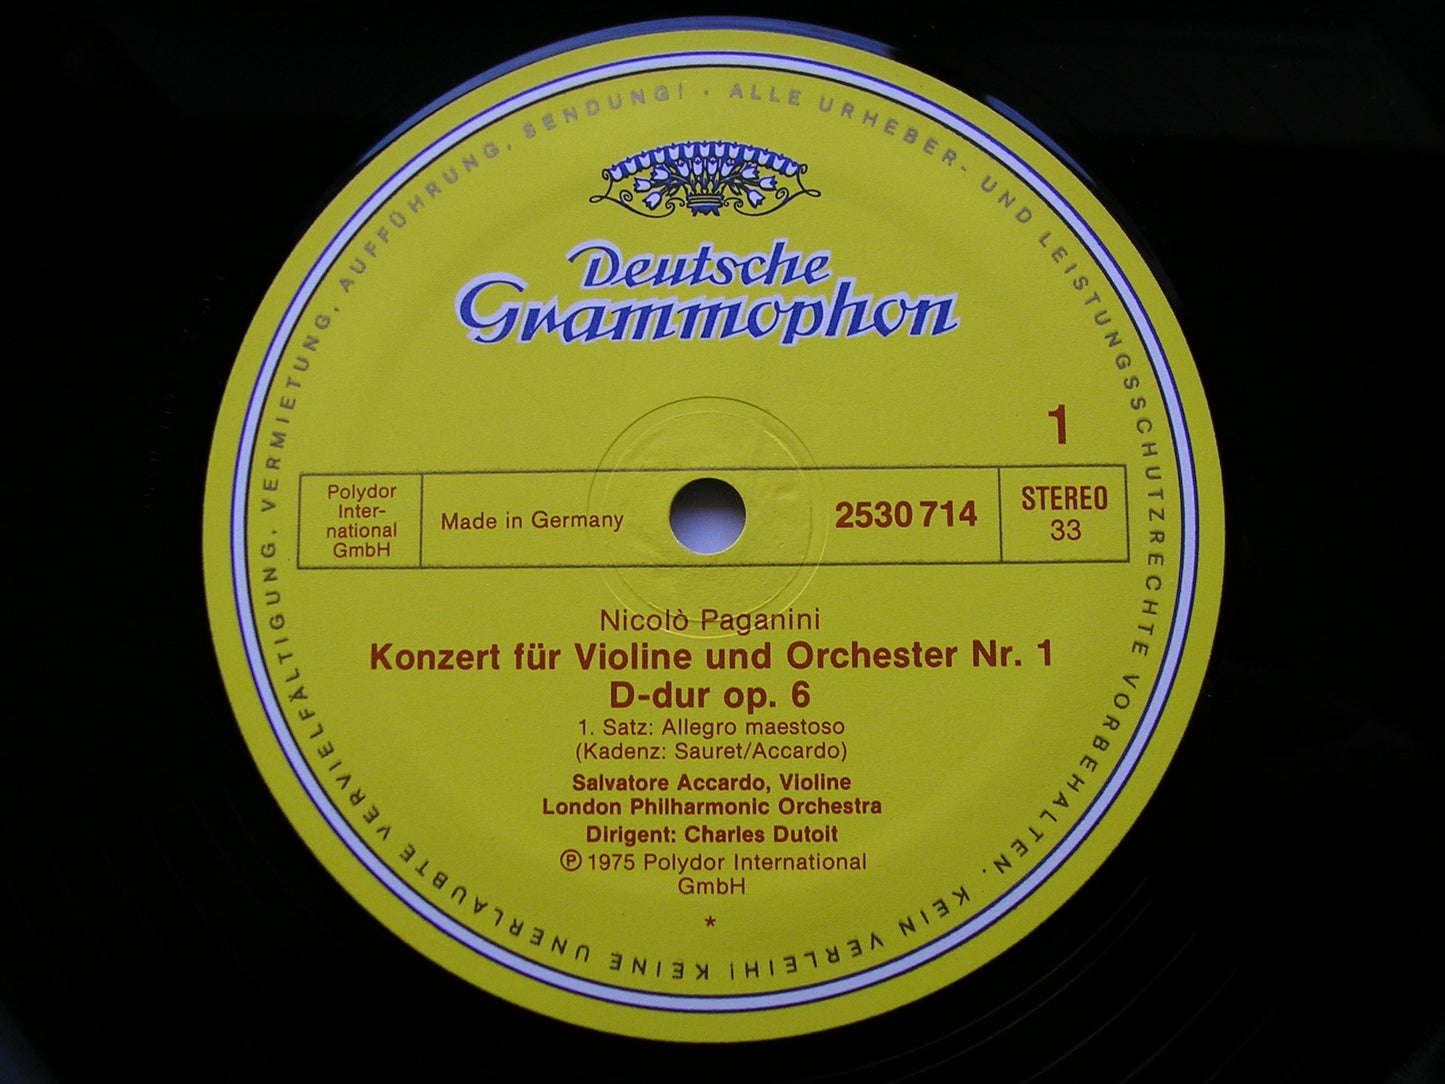 ALLE URHEBER- UND LEISTUNGSSCHUTZRECHTE VORBEHALTEN. KEIN VERLEIH! KEINE UNERLAUBTE VERVIELFÄLTIGUNG, VERMIETUNG, AUFFÜHRUNG, SENDUNG! ·
Deutsche
Grammophon
1
Polydor
Inter-
national
GmbH
Made in Germany
2530 714
STEREO
33
Nicolò Paganini
Konzert für Violine und Orchester Nr. 1
D-dur op. 6
1. Satz: Allegro maestoso
(Kadenz: Sauret/Accardo)
Salvatore Accardo, Violine
London Philharmonic Orchestra
Dirigent: Charles Dutoit
℗ 1975 Polydor International
GmbH
*